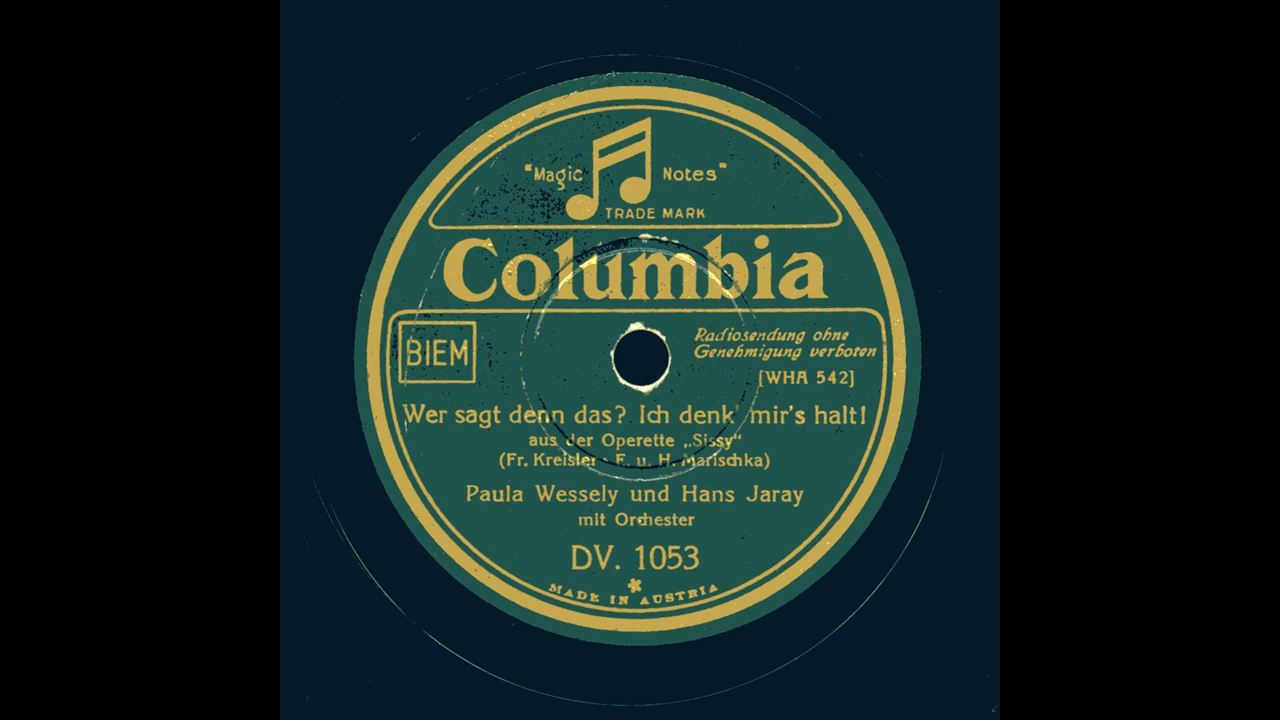 "Magic Notes"
TRADE MARK
Columbia
BIEM
Radiosendung ohne
Genehmigung verboten
[WHA 542]
Wer sagt denn das? Ich denk' mir's halt!
aus der Operette „Sissy“
(Fr. Kreisler - E. u. H. Marischka)
Paula Wessely und Hans Jaray
mit Orchester
DV. 1053
MADE IN AUSTRIA